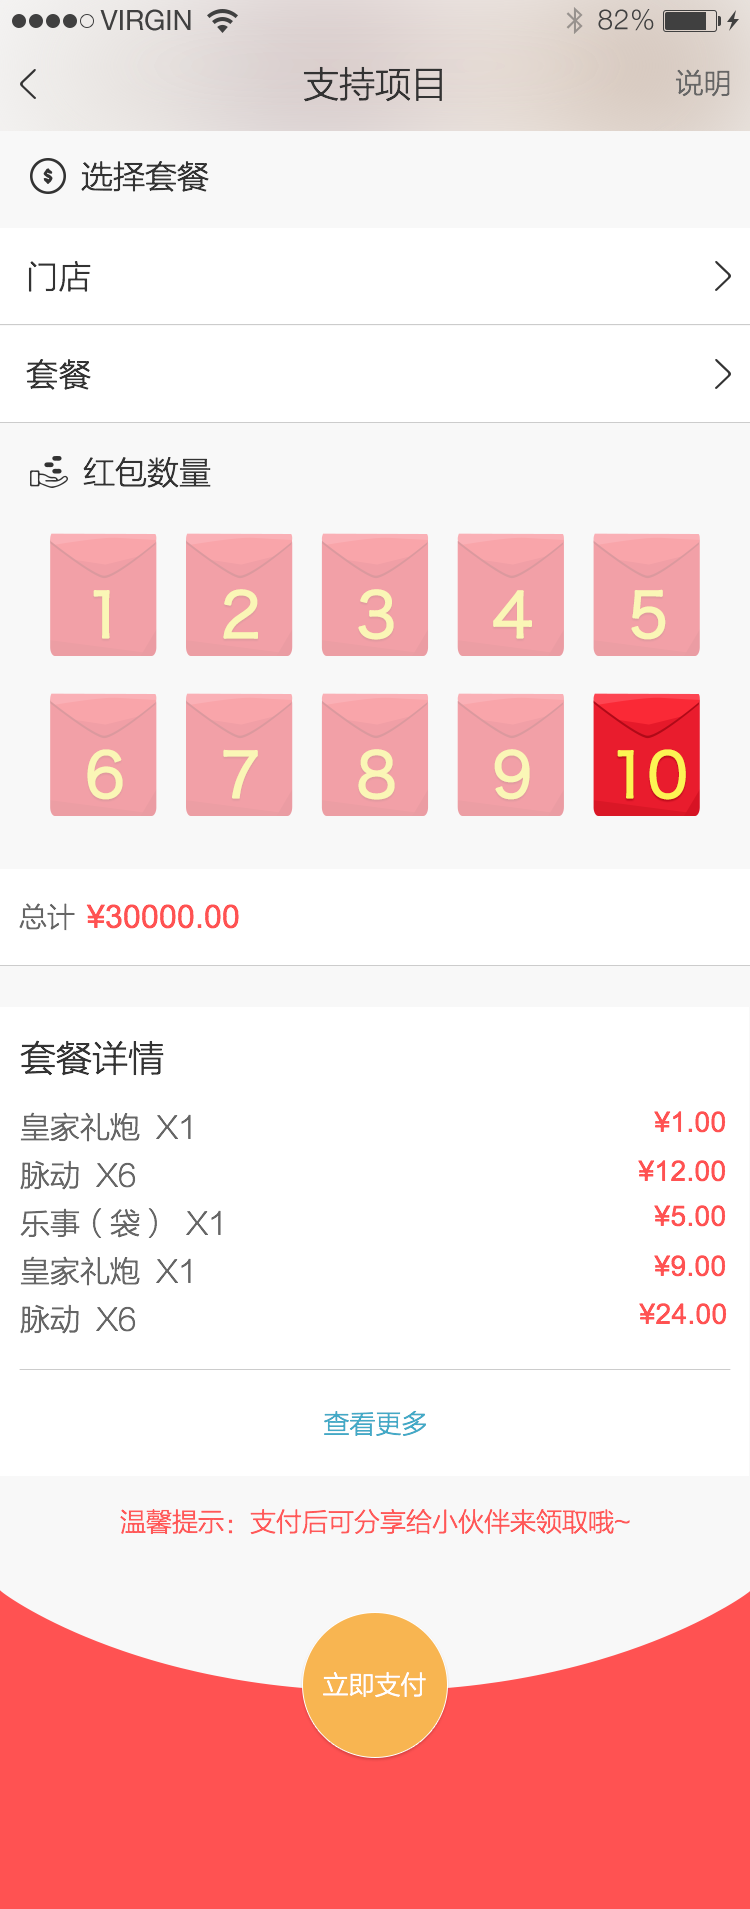 VIRGIN 82%
支持项目 说明
选择套餐
门店
套餐
红包数量
1 2 3 4 5
6 7 8 9 10
总计 ¥30000.00
套餐详情
皇家礼炮 X1 ¥1.00
脉动 X6 ¥12.00
乐事（袋） X1 ¥5.00
皇家礼炮 X1 ¥9.00
脉动 X6 ¥24.00
查看更多
温馨提示：支付后可分享给小伙伴来领取哦~
立即支付